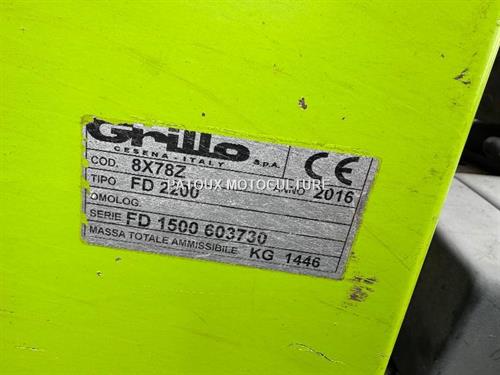 Grillo s.p.a.
CESENA - ITALY
COD. 8X78Z
TIPO FD 2200 ANNO 2016
PATOUX MOTOCULTURE
OMOLOG.
SERIE FD 1500 603730
MASSA TOTALE AMMISSIBILE KG 1446
CE